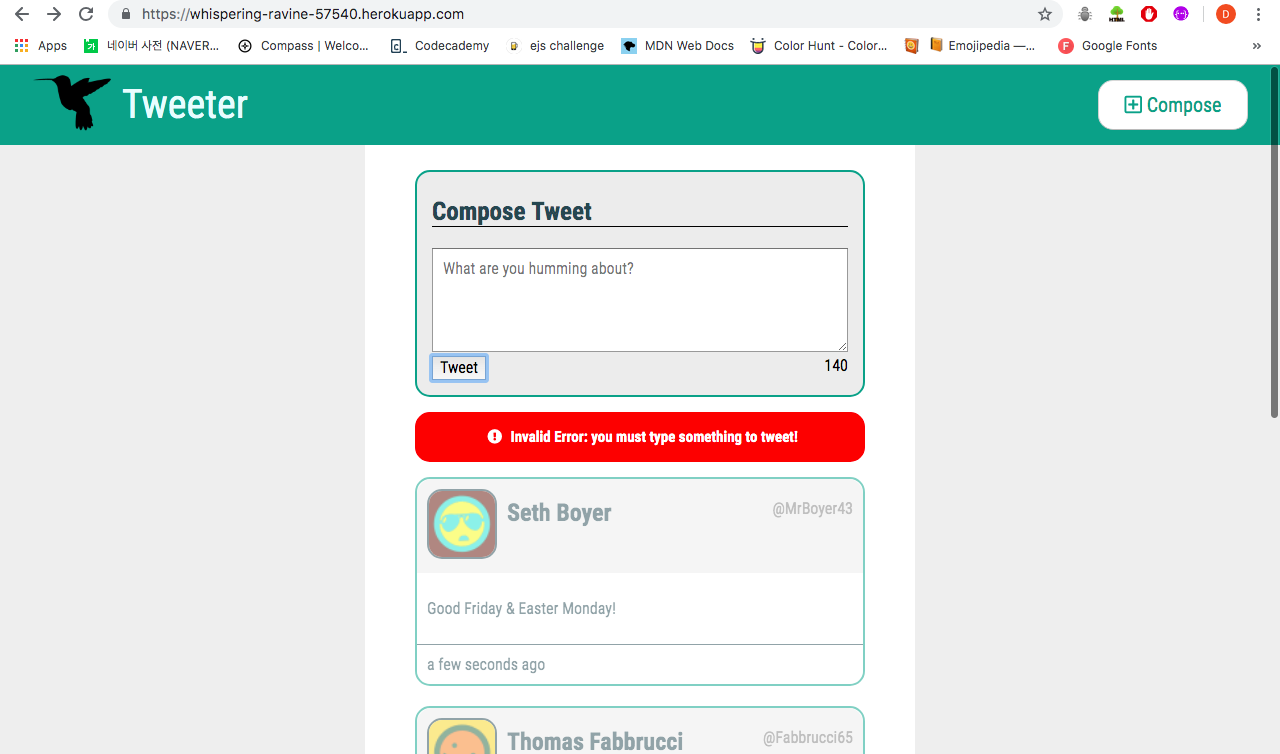 https://whispering-ravine-57540.herokuapp.com
D
Apps
네이버 사전 (NAVER...
Compass | Welco...
Codecademy
ejs challenge
MDN Web Docs
Color Hunt - Color...
Emojipedia —...
F
Google Fonts
»
Tweeter
Compose
Compose Tweet
What are you humming about?
Tweet
140
Invalid Error: you must type something to tweet!
Seth Boyer
@MrBoyer43
Good Friday & Easter Monday!
a few seconds ago
Thomas Fabbrucci
@Fabbrucci65